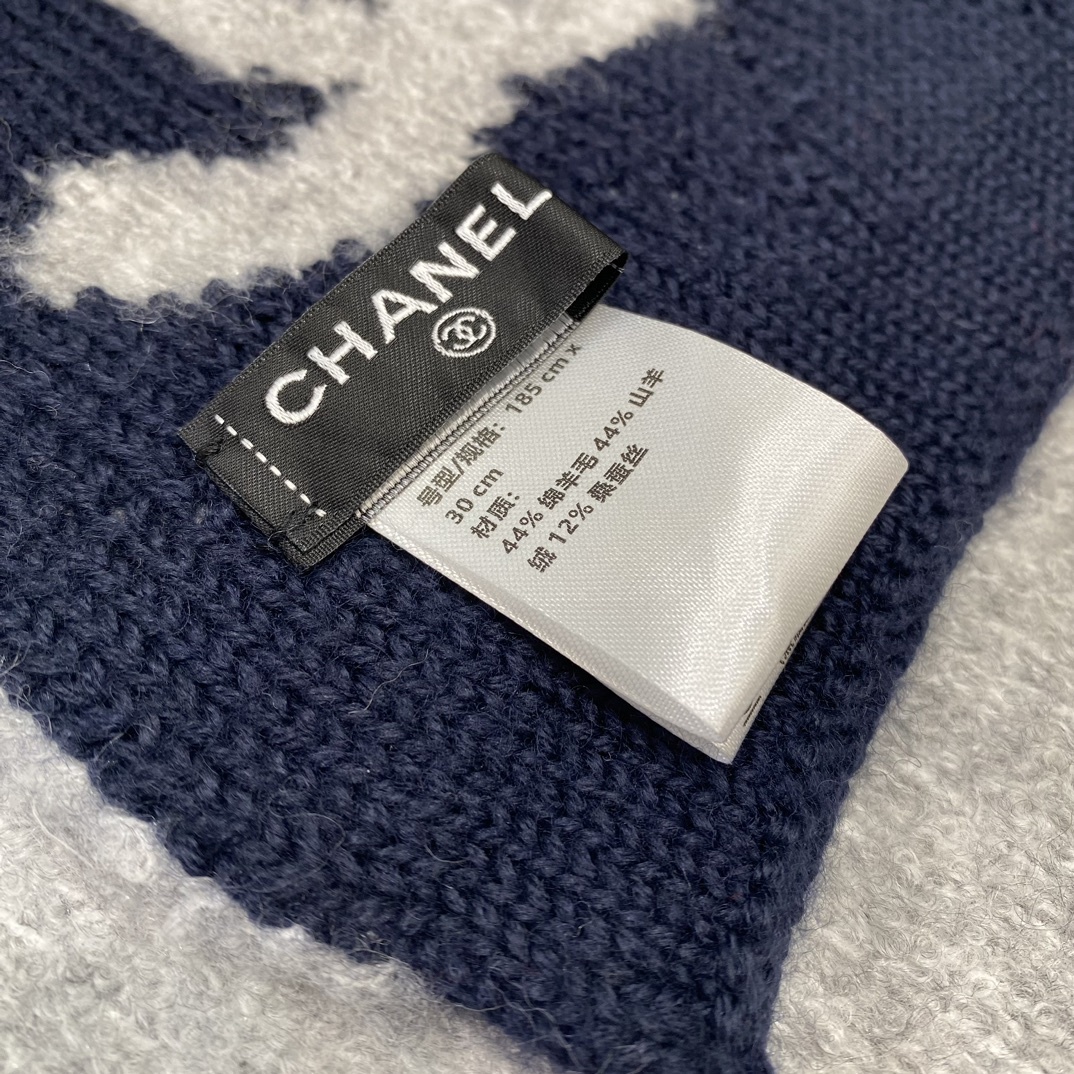 CHANEL
号型/规格: 185 cm x
30 cm
材质:
44% 绵羊毛 44% 山羊
绒 12% 桑蚕丝